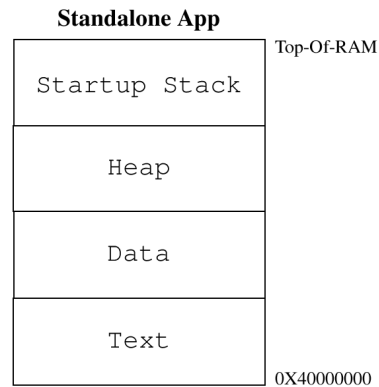 Standalone App
Top-Of-RAM
Startup Stack
Heap
Data
Text
0X40000000